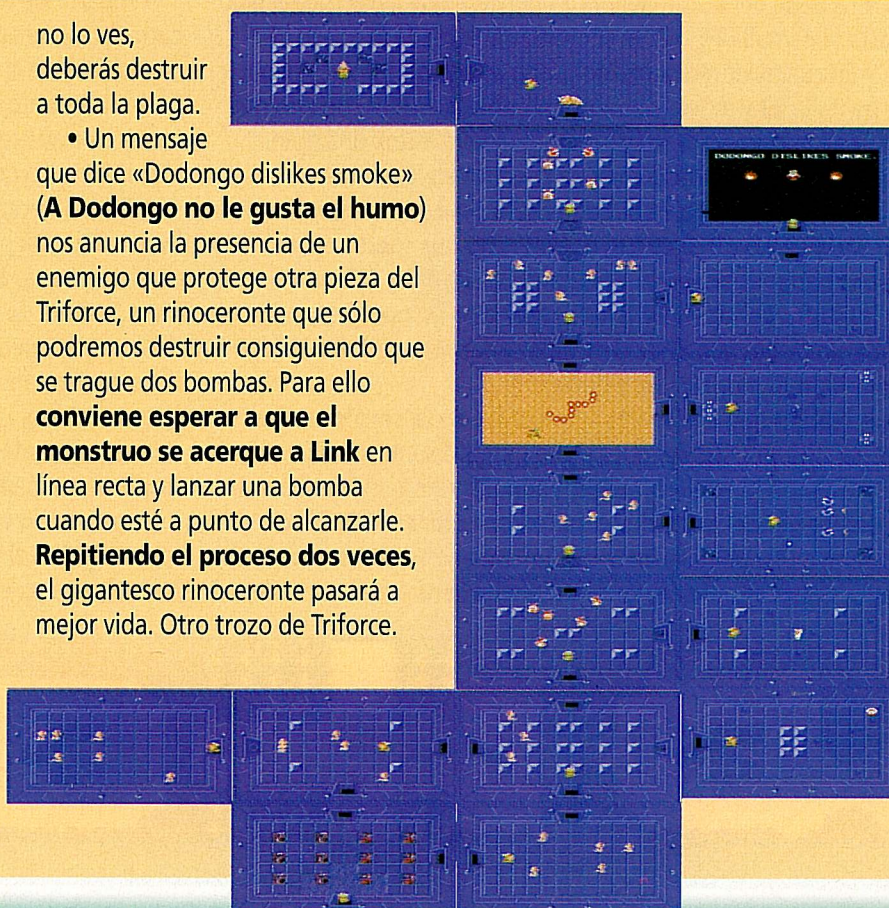 no lo ves,
deberás destruir
a toda la plaga.
• Un mensaje
que dice «Dodongo dislikes smoke»
(A Dodongo no le gusta el humo)
nos anuncia la presencia de un
enemigo que protege otra pieza del
Triforce, un rinoceronte que sólo
podremos destruir consiguiendo que
se trague dos bombas. Para ello
conviene esperar a que el
monstruo se acerque a Link en
línea recta y lanzar una bomba
cuando esté a punto de alcanzarle.
Repitiendo el proceso dos veces,
el gigantesco rinoceronte pasará a
mejor vida. Otro trozo de Triforce.
DODONGO DISLIKES SMOKE.